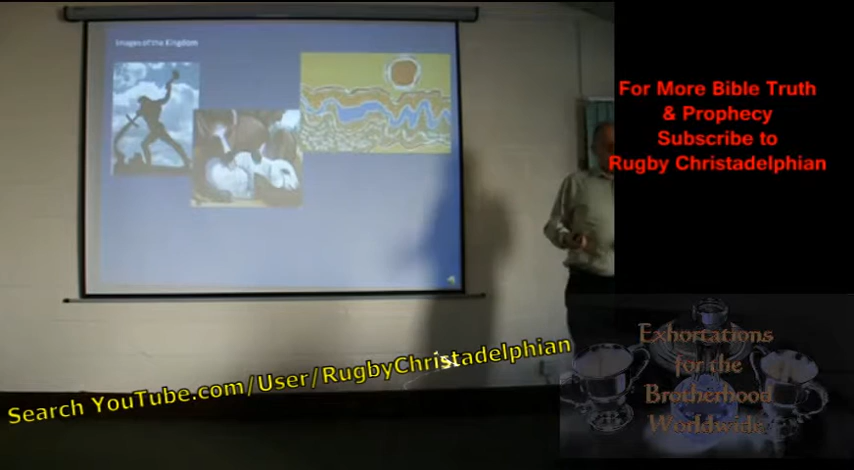 Images of the Kingdom
For More Bible Truth
& Prophecy
Subscribe to
Rugby Christadelphian
Exhortations
for the
Brotherhood
Worldwide
Search YouTube.com/User/RugbyChristadelphian